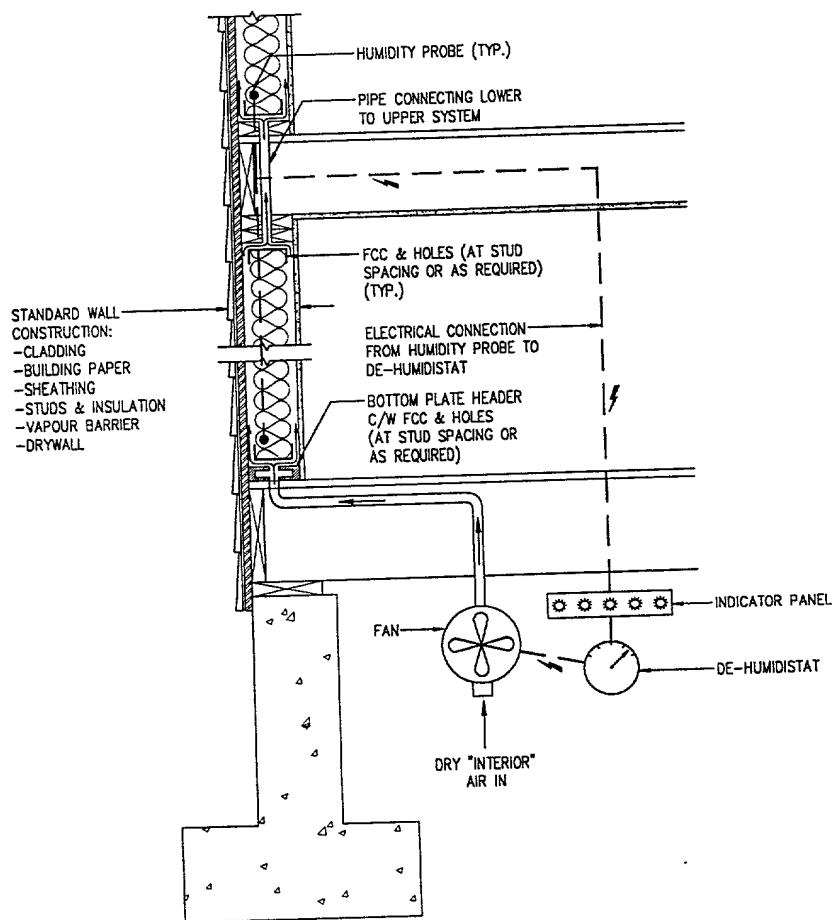 HUMIDITY PROBE (TYP.)
PIPE CONNECTING LOWER
TO UPPER SYSTEM
FCC & HOLES (AT STUD
SPACING OR AS REQUIRED)
(TYP.)
STANDARD WALL
CONSTRUCTION:
-CLADDING
-BUILDING PAPER
-SHEATHING
-STUDS & INSULATION
-VAPOUR BARRIER
-DRYWALL
ELECTRICAL CONNECTION
FROM HUMIDITY PROBE TO
DE-HUMIDISTAT
BOTTOM PLATE HEADER
C/W FCC & HOLES
(AT STUD SPACING OR
AS REQUIRED)
INDICATOR PANEL
FAN
DE-HUMIDISTAT
DRY "INTERIOR"
AIR IN